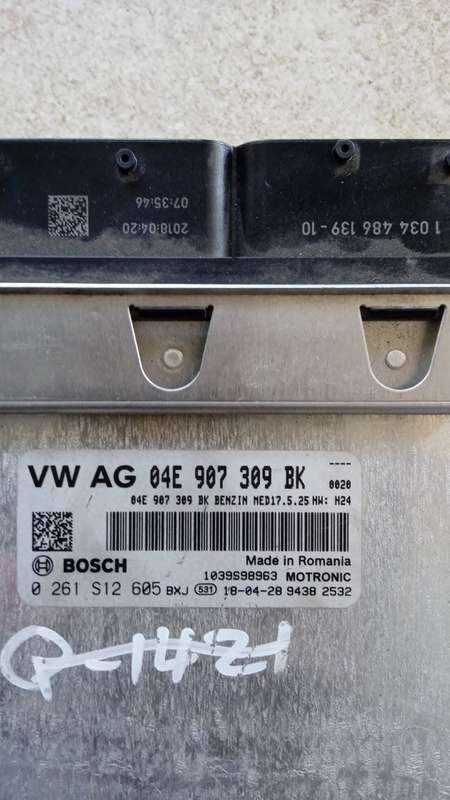 07:35:46
2018:04:20
1 034 486 139-10
VW AG 04E 907 309 BK
----
0020
04E 907 309 BK BENZIN MED17.5.25 HW: H24
BOSCH
Made in Romania
1039S98963 MOTRONIC
0 261 S12 605 BXJ 531 18-04-28 9438 2532
Q-1421